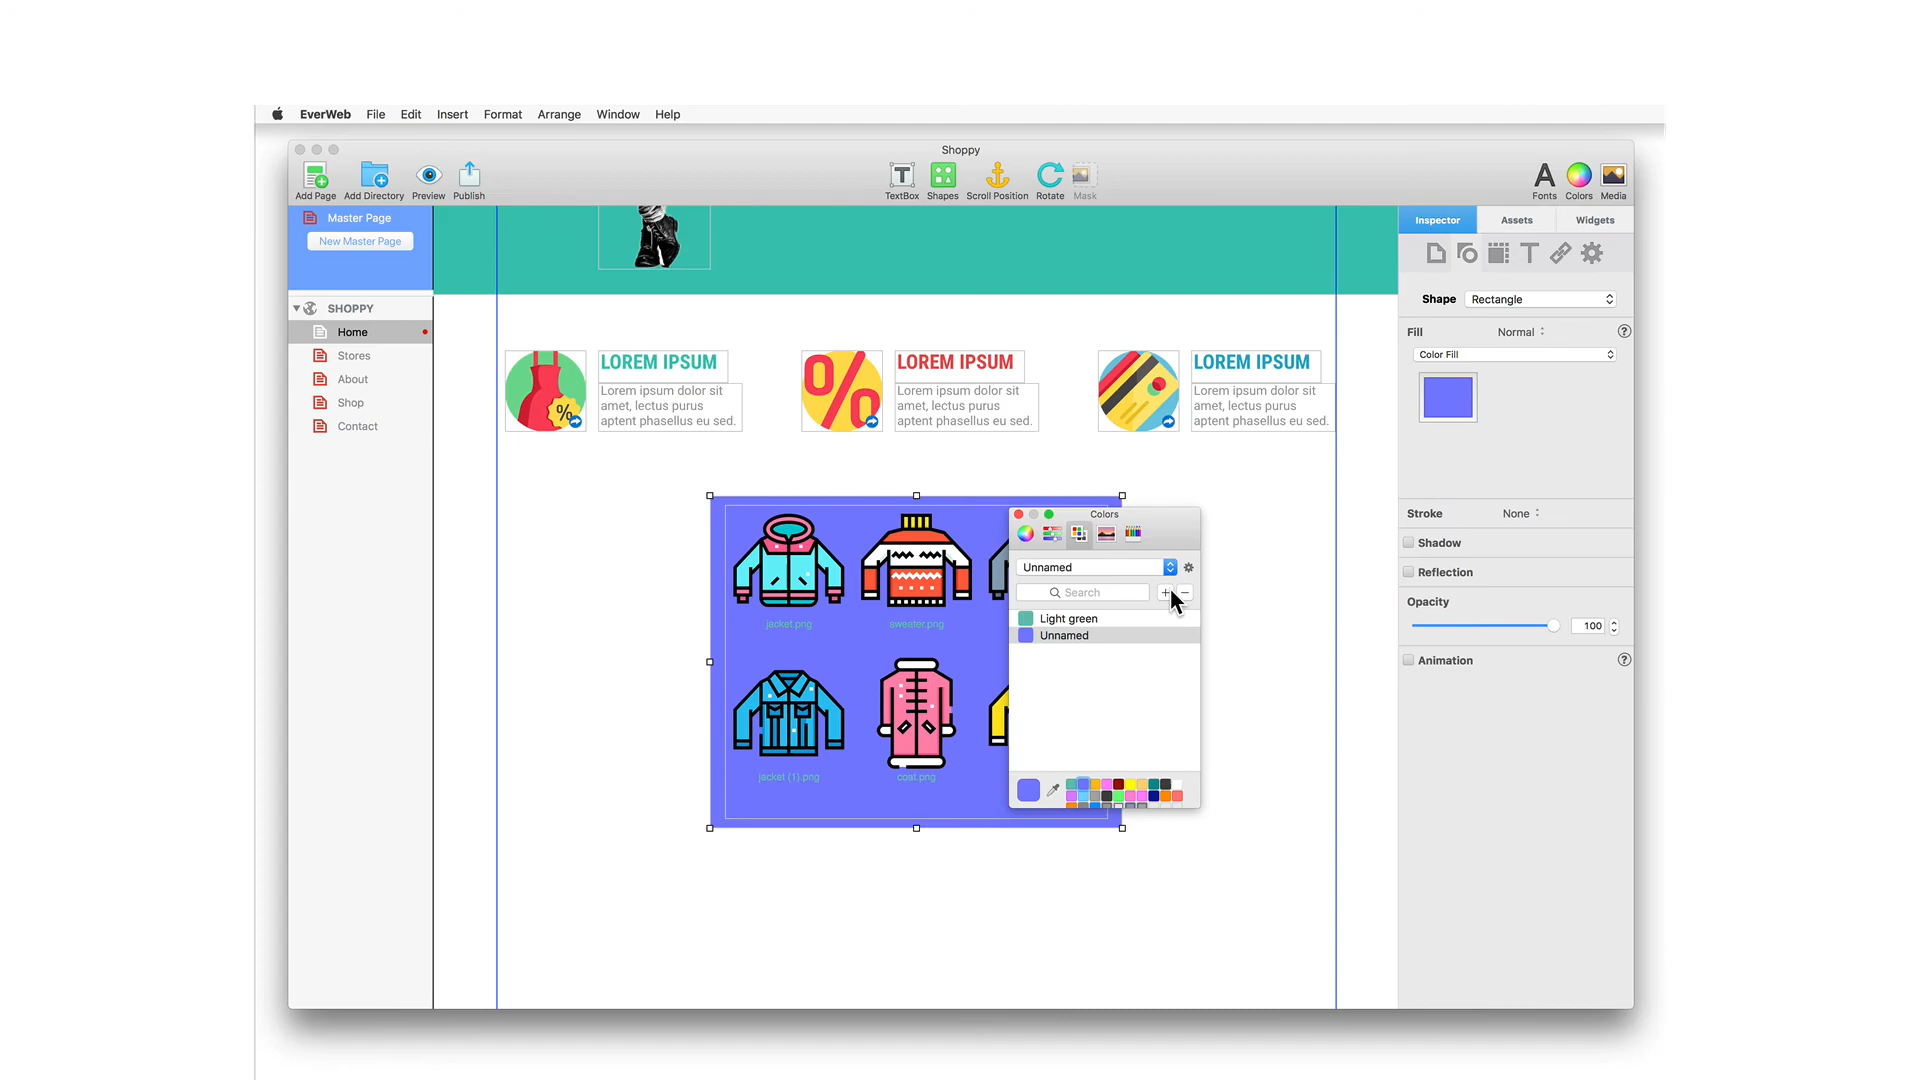 EverWeb File Edit Insert Format Arrange Window Help
Shoppy
Add Page Add Directory Preview Publish
TextBox Shapes Scroll Position Rotate Mask
Fonts Colors Media
Master Page
New Master Page
SHOPPY
Home
Stores
About
Shop
Contact
LOREM IPSUM
Lorem ipsum dolor sit
amet, lectus purus
aptent phasellus eu sed.
LOREM IPSUM
Lorem ipsum dolor sit
amet, lectus purus
aptent phasellus eu sed.
LOREM IPSUM
Lorem ipsum dolor sit
amet, lectus purus
aptent phasellus eu sed.
jacket.png
sweater.png
jacket (1).png
coat.png
Colors
Unnamed
Search
Light green
Unnamed
Inspector Assets Widgets
Shape Rectangle
Fill Normal
Color Fill
Stroke None
Shadow
Reflection
Opacity
100
Animation